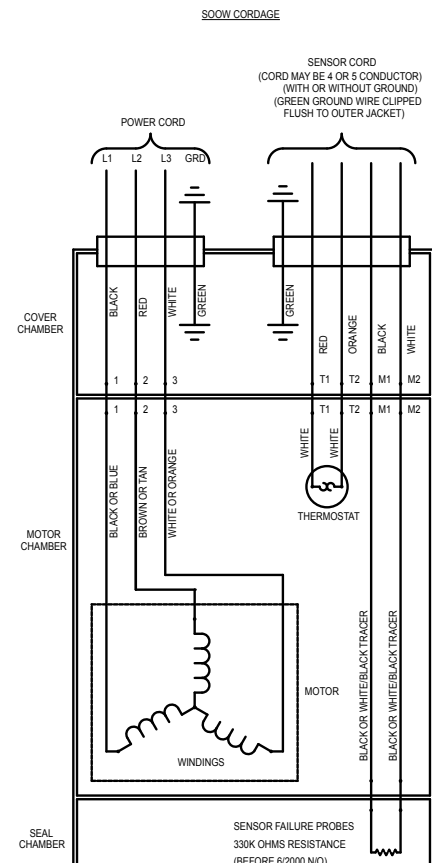 SOOW CORDAGE
SENSOR CORD
(CORD MAY BE 4 OR 5 CONDUCTOR)
(WITH OR WITHOUT GROUND)
(GREEN GROUND WIRE CLIPPED
FLUSH TO OUTER JACKET)
POWER CORD
L1 L2 L3 GRD
COVER
CHAMBER
BLACK
RED
WHITE
GREEN
GREEN
RED
ORANGE
BLACK
WHITE
1 2 3 T1 T2 M1 M2
1 2 3 T1 T2 M1 M2
MOTOR
CHAMBER
BLACK OR BLUE
BROWN OR TAN
WHITE OR ORANGE
WHITE
WHITE
THERMOSTAT
BLACK OR WHITE/BLACK TRACER
BLACK OR WHITE/BLACK TRACER
MOTOR
WINDINGS
SEAL
CHAMBER
SENSOR FAILURE PROBES
330K OHMS RESISTANCE
(BEFORE 6/2000 N/O)